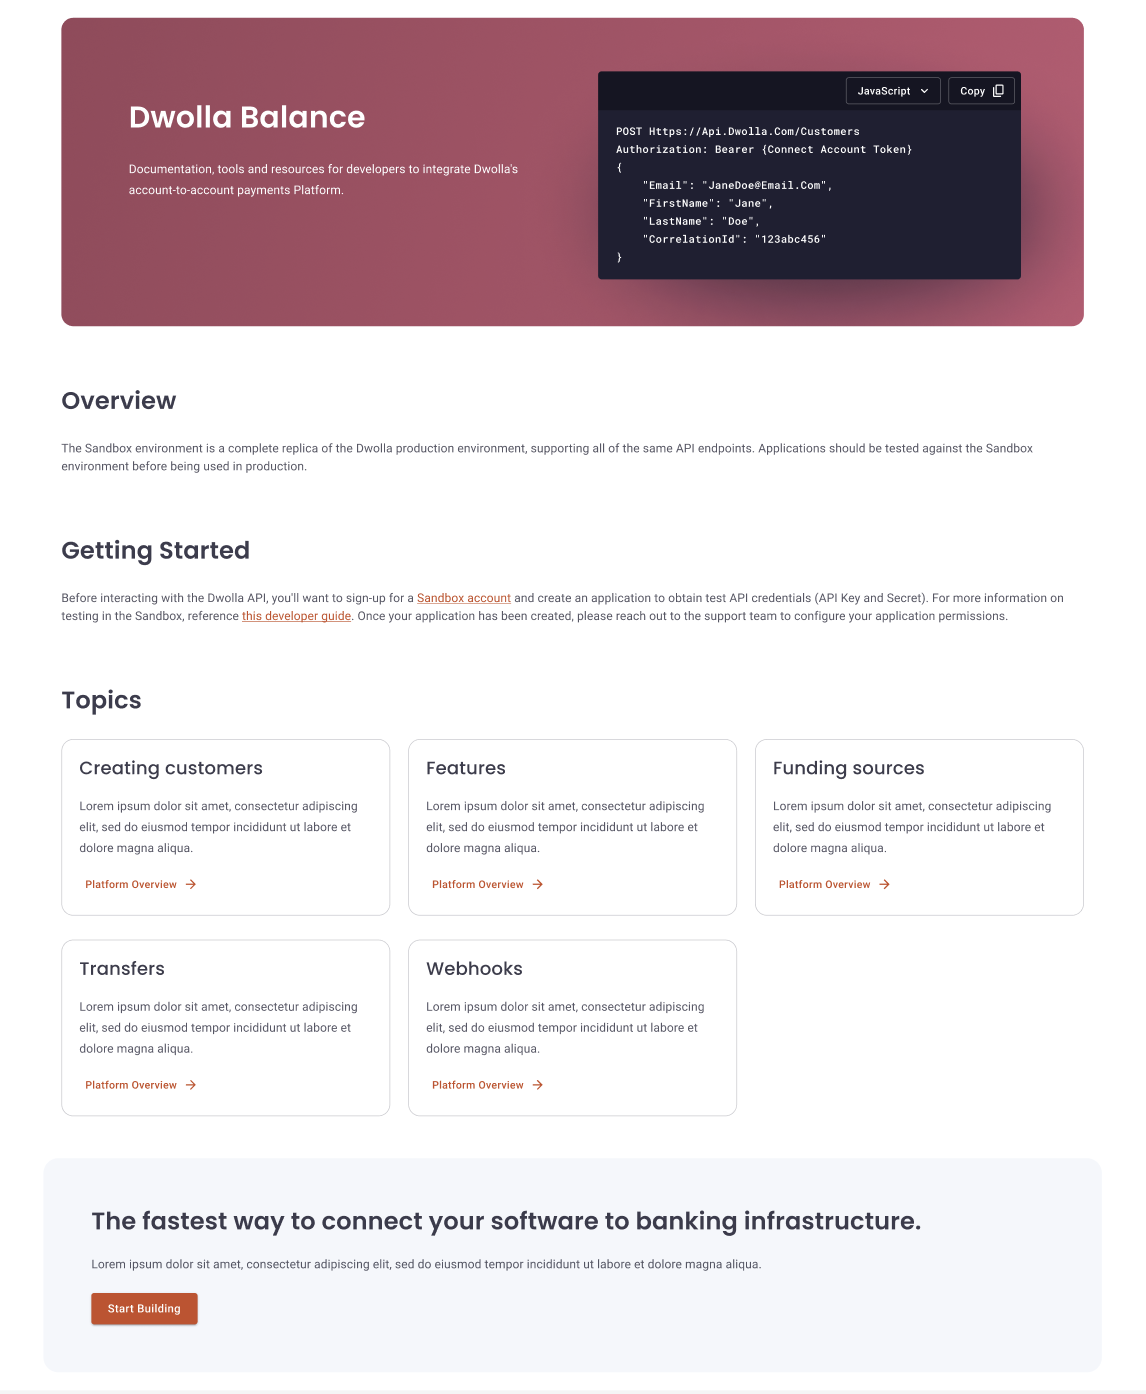 Dwolla Balance
Documentation, tools and resources for developers to integrate Dwolla's
account-to-account payments Platform.
JavaScript
Copy
POST Https://Api.Dwolla.Com/Customers
Authorization: Bearer {Connect Account Token}
{
"Email": "JaneDoe@Email.Com",
"FirstName": "Jane",
"LastName": "Doe",
"CorrelationId": "123abc456"
}
Overview
The Sandbox environment is a complete replica of the Dwolla production environment, supporting all of the same API endpoints. Applications should be tested against the Sandbox
environment before being used in production.
Getting Started
Before interacting with the Dwolla API, you'll want to sign-up for a Sandbox account and create an application to obtain test API credentials (API Key and Secret). For more information on
testing in the Sandbox, reference this developer guide. Once your application has been created, please reach out to the support team to configure your application permissions.
Topics
Creating customers
Lorem ipsum dolor sit amet, consectetur adipiscing
elit, sed do eiusmod tempor incididunt ut labore et
dolore magna aliqua.
Platform Overview
Features
Lorem ipsum dolor sit amet, consectetur adipiscing
elit, sed do eiusmod tempor incididunt ut labore et
dolore magna aliqua.
Platform Overview
Funding sources
Lorem ipsum dolor sit amet, consectetur adipiscing
elit, sed do eiusmod tempor incididunt ut labore et
dolore magna aliqua.
Platform Overview
Transfers
Lorem ipsum dolor sit amet, consectetur adipiscing
elit, sed do eiusmod tempor incididunt ut labore et
dolore magna aliqua.
Platform Overview
Webhooks
Lorem ipsum dolor sit amet, consectetur adipiscing
elit, sed do eiusmod tempor incididunt ut labore et
dolore magna aliqua.
Platform Overview
The fastest way to connect your software to banking infrastructure.
Lorem ipsum dolor sit amet, consectetur adipiscing elit, sed do eiusmod tempor incididunt ut labore et dolore magna aliqua.
Start Building